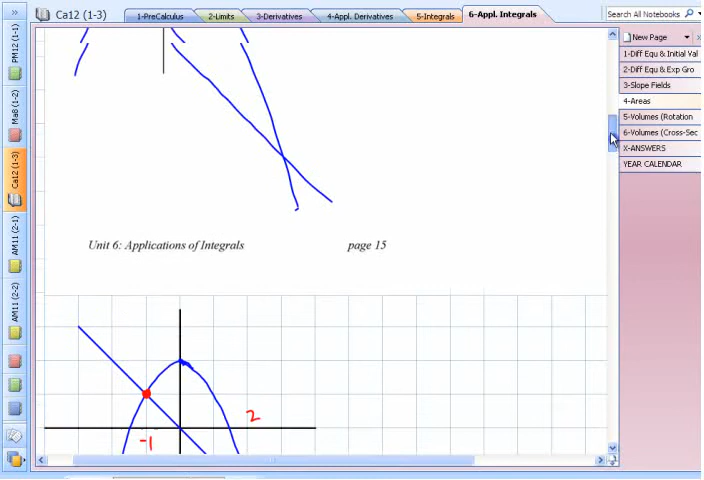 Ca12 (1-3)
1-PreCalculus
2-Limits
3-Derivatives
4-Appl. Derivatives
5-Integrals
6-Appl. Integrals
Search All Notebooks
»
PM12 (1-1)
Ma8 (1-2)
Ca12 (1-3)
AM11 (2-1)
AM11 (2-2)
New Page
1-Diff Equ & Initial Val
2-Diff Equ & Exp Gro
3-Slope Fields
4-Areas
5-Volumes (Rotation
6-Volumes (Cross-Sec
X-ANSWERS
YEAR CALENDAR
Unit 6: Applications of Integrals page 15
2
-1